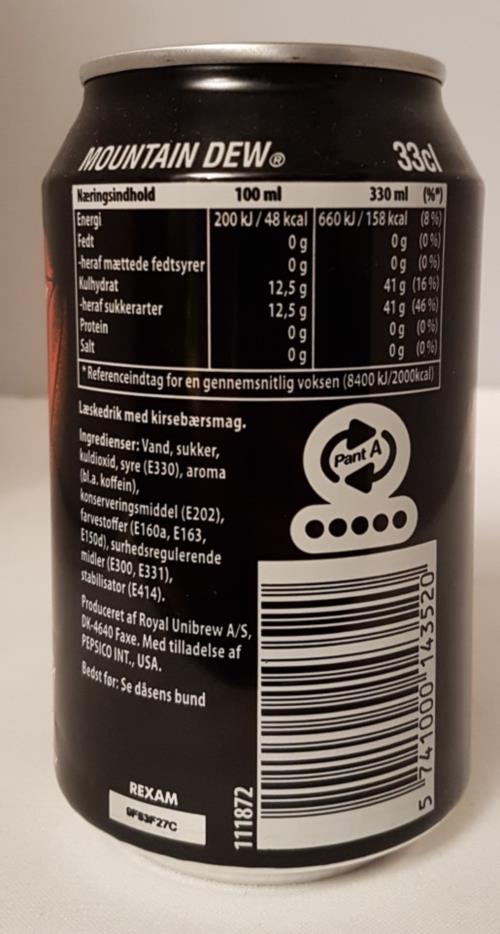 MOUNTAIN DEW® 33cl
Næringsindhold 100 ml 330 ml (%*)
Energi 200 kJ / 48 kcal 660 kJ / 158 kcal (8%)
Fedt 0 g 0 g (0%)
-heraf mættede fedtsyrer 0 g 0 g (0%)
Kulhydrat 12,5 g 41 g (16%)
-heraf sukkerarter 12,5 g 41 g (46%)
Protein 0 g 0 g (0%)
Salt 0 g 0 g (0%)
*Referenceindtag for en gennemsnitlig voksen (8400 kJ/2000kcal)
Læskedrik med kirsebærsmag.
Ingredienser: Vand, sukker,
kuldioxid, syre (E330), aroma
(bl.a. koffein),
konserveringsmiddel (E202),
farvestoffer (E160a, E163,
E150d), surhedsregulerende
midler (E300, E331),
stabilisator (E414).
Produceret af Royal Unibrew A/S,
DK-4640 Faxe. Med tilladelse af
PEPSICO INT., USA.
Bedst før: Se dåsens bund
Pant A
REXAM
111872
5 741000 143520